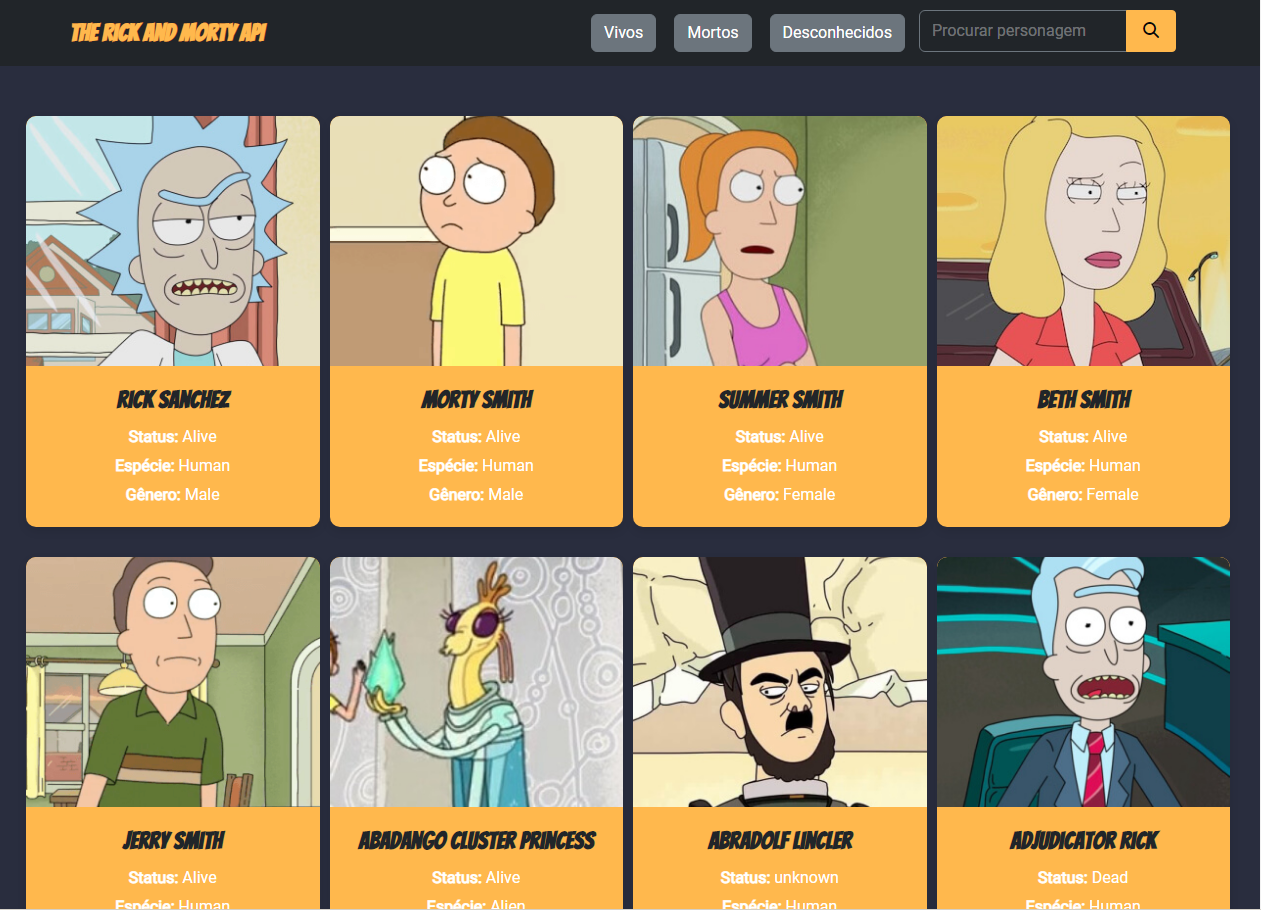 THE RICK AND MORTY API
Vivos
Mortos
Desconhecidos
Procurar personagem
RICK SANCHEZ
Status: Alive
Espécie: Human
Gênero: Male
MORTY SMITH
Status: Alive
Espécie: Human
Gênero: Male
SUMMER SMITH
Status: Alive
Espécie: Human
Gênero: Female
BETH SMITH
Status: Alive
Espécie: Human
Gênero: Female
JERRY SMITH
Status: Alive
Espécie: Human
ABADANGO CLUSTER PRINCESS
Status: Alive
Espécie: Alien
ABRADOLF LINCLER
Status: unknown
Espécie: Human
ADJUDICATOR RICK
Status: Dead
Espécie: Human